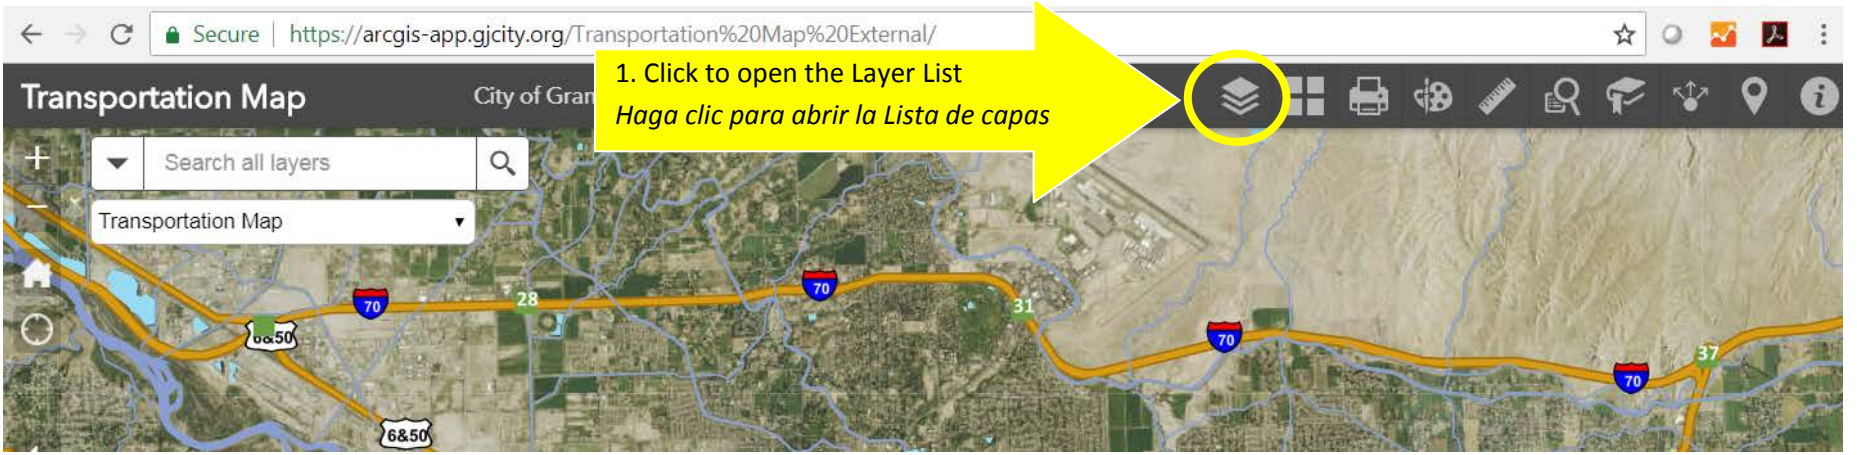 Secure | https://arcgis-app.gjcity.org/Transportation%20Map%20External/
Transportation Map
City of Gran
1. Click to open the Layer List
Haga clic para abrir la Lista de capas
Search all layers
Transportation Map
70
28
70
31
70
37
70
6&50
6&50